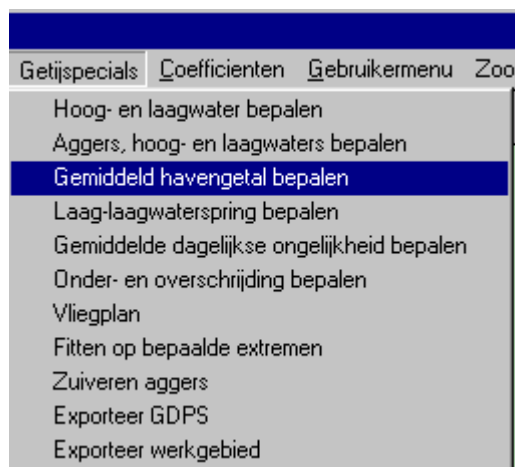 Getijspecials Coefficienten Gebruikermenu Zoo
Hoog- en laagwater bepalen
Aggers, hoog- en laagwaters bepalen
Gemiddeld havengetal bepalen
Laag-laagwaterspring bepalen
Gemiddelde dagelijkse ongelijkheid bepalen
Onder- en overschrijding bepalen
Vliegplan
Fitten op bepaalde extremen
Zuiveren aggers
Exporteer GDPS
Exporteer werkgebied